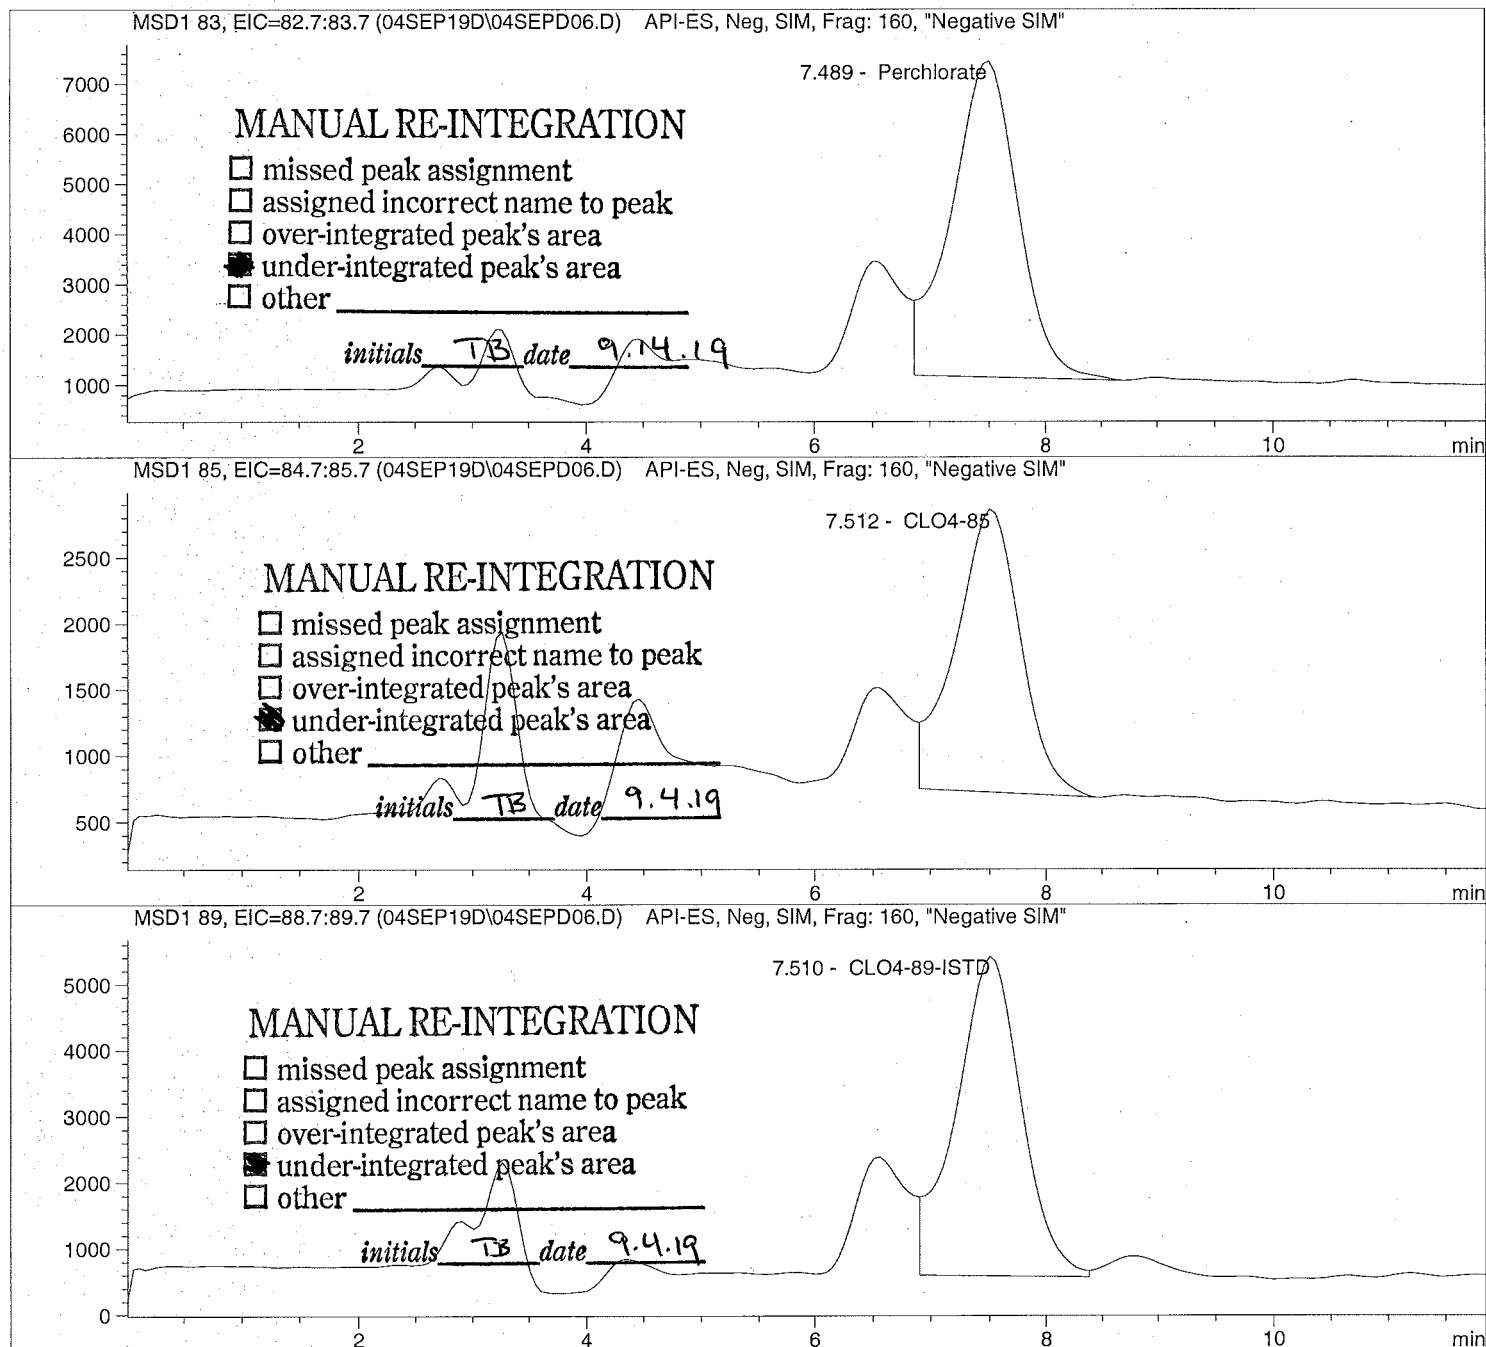 MSD1 83, EIC=82.7:83.7 (04SEP19D\04SEPD06.D) API-ES, Neg, SIM, Frag: 160, "Negative SIM"
7.489 - Perchlorate
7000
6000
5000
4000
3000
2000
1000
MANUAL RE-INTEGRATION
missed peak assignment
assigned incorrect name to peak
over-integrated peak's area
under-integrated peak's area
other
initials TB date 9.14.19
2 4 6 8 10 min
MSD1 85, EIC=84.7:85.7 (04SEP19D\04SEPD06.D) API-ES, Neg, SIM, Frag: 160, "Negative SIM"
7.512 - CLO4-85
2500
2000
1500
1000
500
MANUAL RE-INTEGRATION
missed peak assignment
assigned incorrect name to peak
over-integrated peak's area
under-integrated peak's area
other
initials TB date 9.4.19
2 4 6 8 10 min
MSD1 89, EIC=88.7:89.7 (04SEP19D\04SEPD06.D) API-ES, Neg, SIM, Frag: 160, "Negative SIM"
7.510 - CLO4-89-ISTD
5000
4000
3000
2000
1000
0
MANUAL RE-INTEGRATION
missed peak assignment
assigned incorrect name to peak
over-integrated peak's area
under-integrated peak's area
other
initials TB date 9.4.19
2 4 6 8 10 min